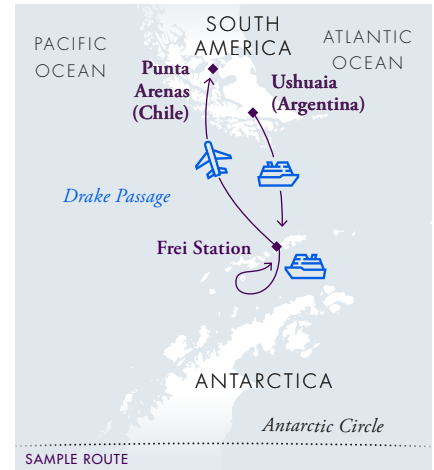 SOUTH
AMERICA
PACIFIC
OCEAN
ATLANTIC
OCEAN
Punta
Arenas
(Chile)
Ushuaia
(Argentina)
Drake Passage
Frei Station
ANTARCTICA
Antarctic Circle
SAMPLE ROUTE